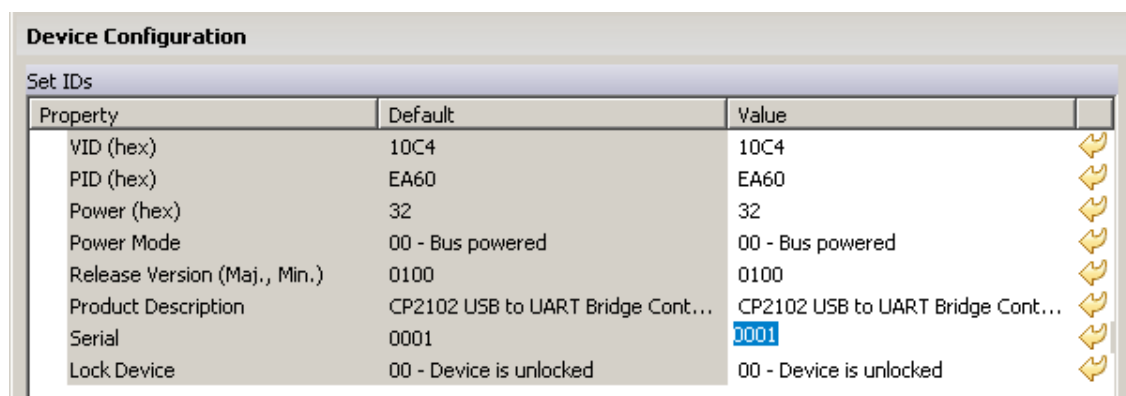 Device Configuration
Set IDs
Property Default Value
VID (hex) 10C4 10C4
PID (hex) EA60 EA60
Power (hex) 32 32
Power Mode 00 - Bus powered 00 - Bus powered
Release Version (Maj., Min.) 0100 0100
Product Description CP2102 USB to UART Bridge Cont... CP2102 USB to UART Bridge Cont...
Serial 0001 0001
Lock Device 00 - Device is unlocked 00 - Device is unlocked